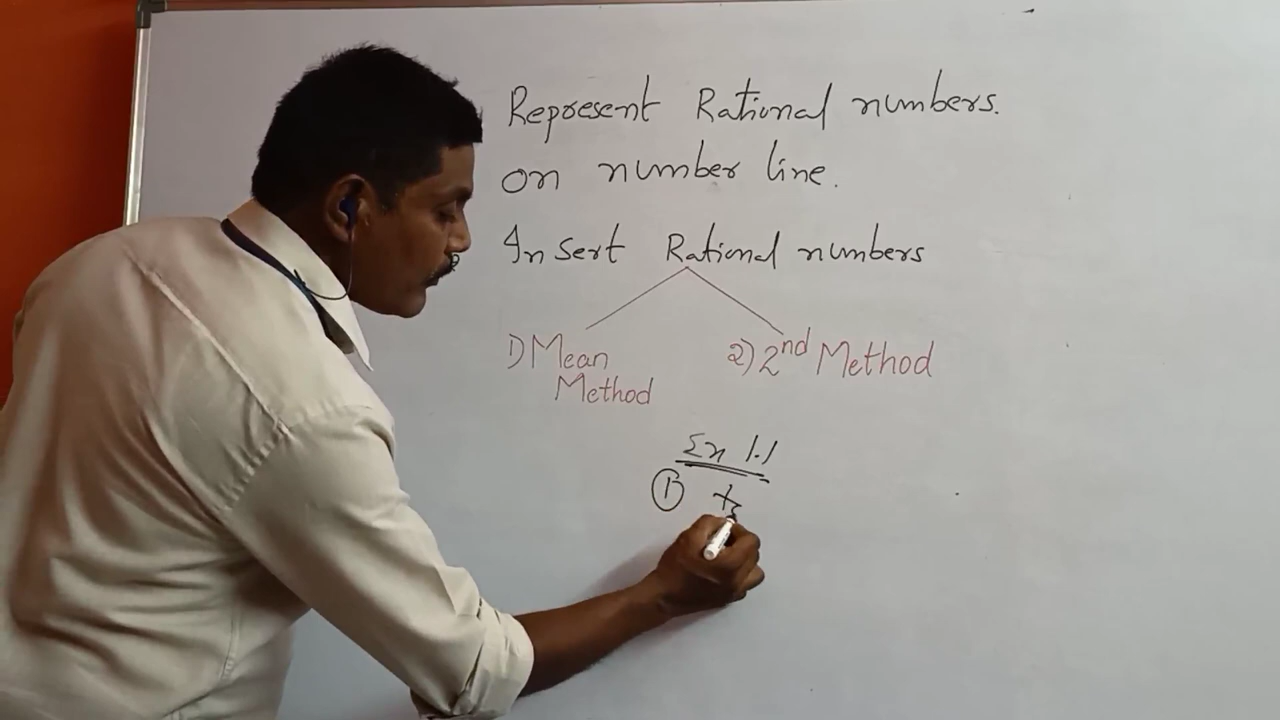 Represent Rational numbers.
on number line.
Insert Rational numbers
1) Mean Method
2) 2nd Method
Ex 1.1
①